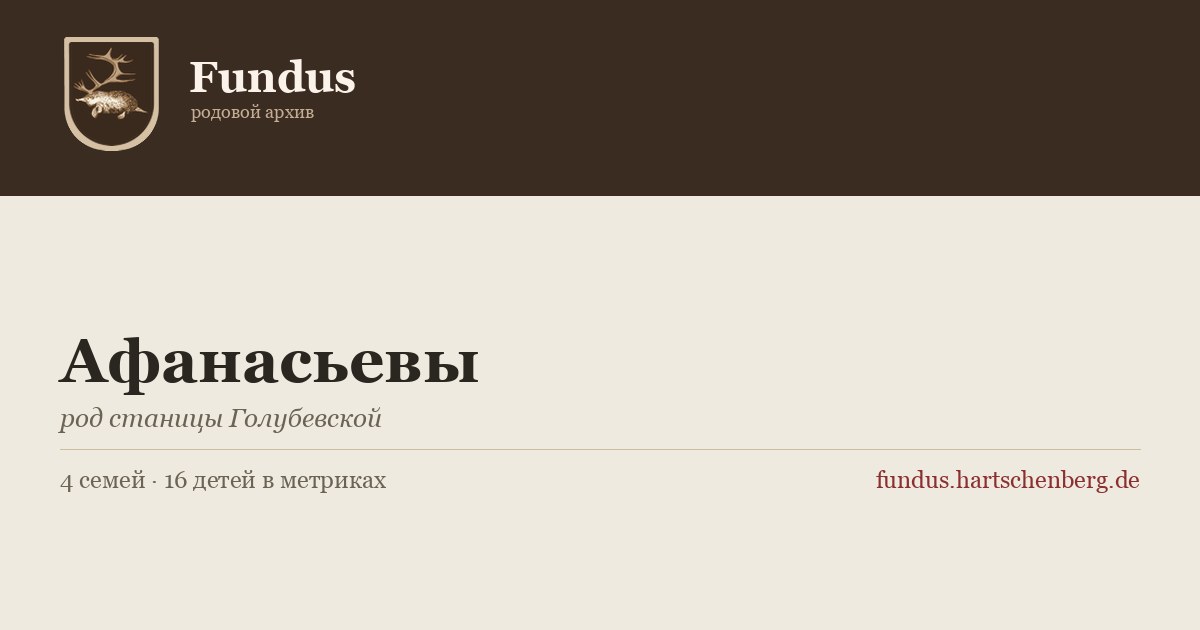 Fundus
родовой архив
Афанасьевы
род станицы Голубевской
4 семей · 16 детей в метриках
fundus.hartschenberg.de